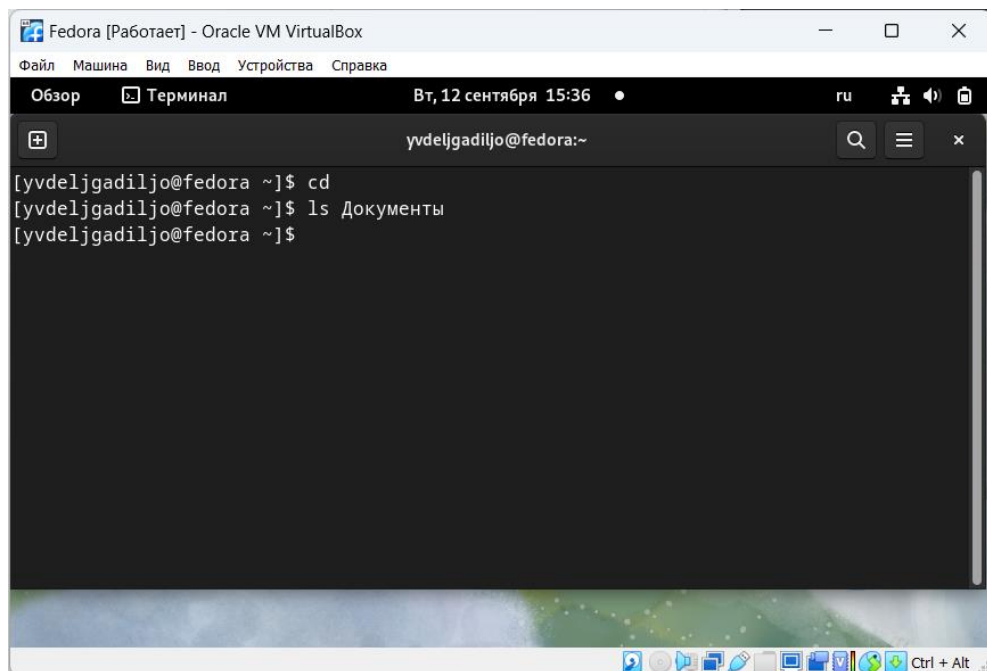 Fedora [Работает] - Oracle VM VirtualBox
Файл Машина Вид Ввод Устройства Справка
Обзор Терминал Вт, 12 сентября 15:36 ru
yvdeljgadiljo@fedora:~
[yvdeljgadiljo@fedora ~]$ cd
[yvdeljgadiljo@fedora ~]$ ls Документы
[yvdeljgadiljo@fedora ~]$
Ctrl + Alt